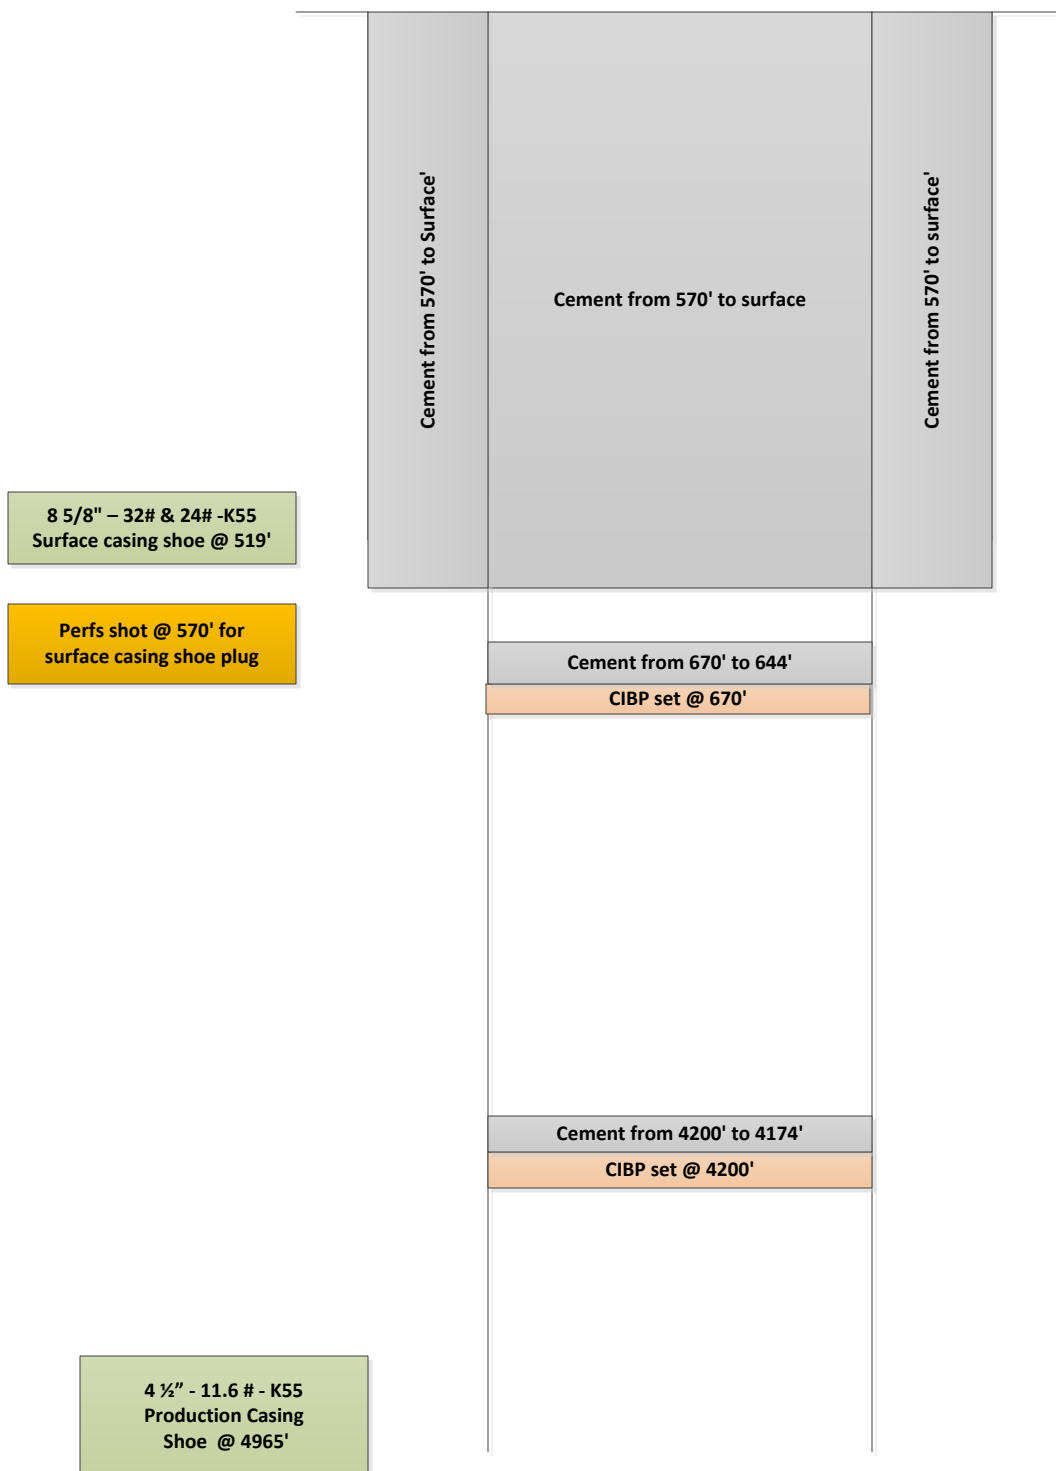 Cement from 570' to Surface'
Cement from 570' to surface
Cement from 570' to surface'
8 5/8" – 32# & 24# -K55
Surface casing shoe @ 519'
Perfs shot @ 570' for
surface casing shoe plug
Cement from 670' to 644'
CIBP set @ 670'
Cement from 4200' to 4174'
CIBP set @ 4200'
4 ½” - 11.6 # - K55
Production Casing
Shoe @ 4965'